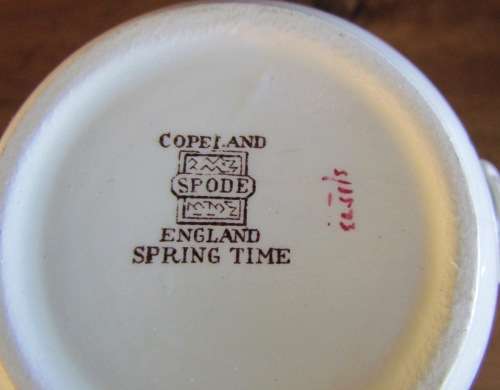 COPELAND
SPODE
ENGLAND
SPRING TIME